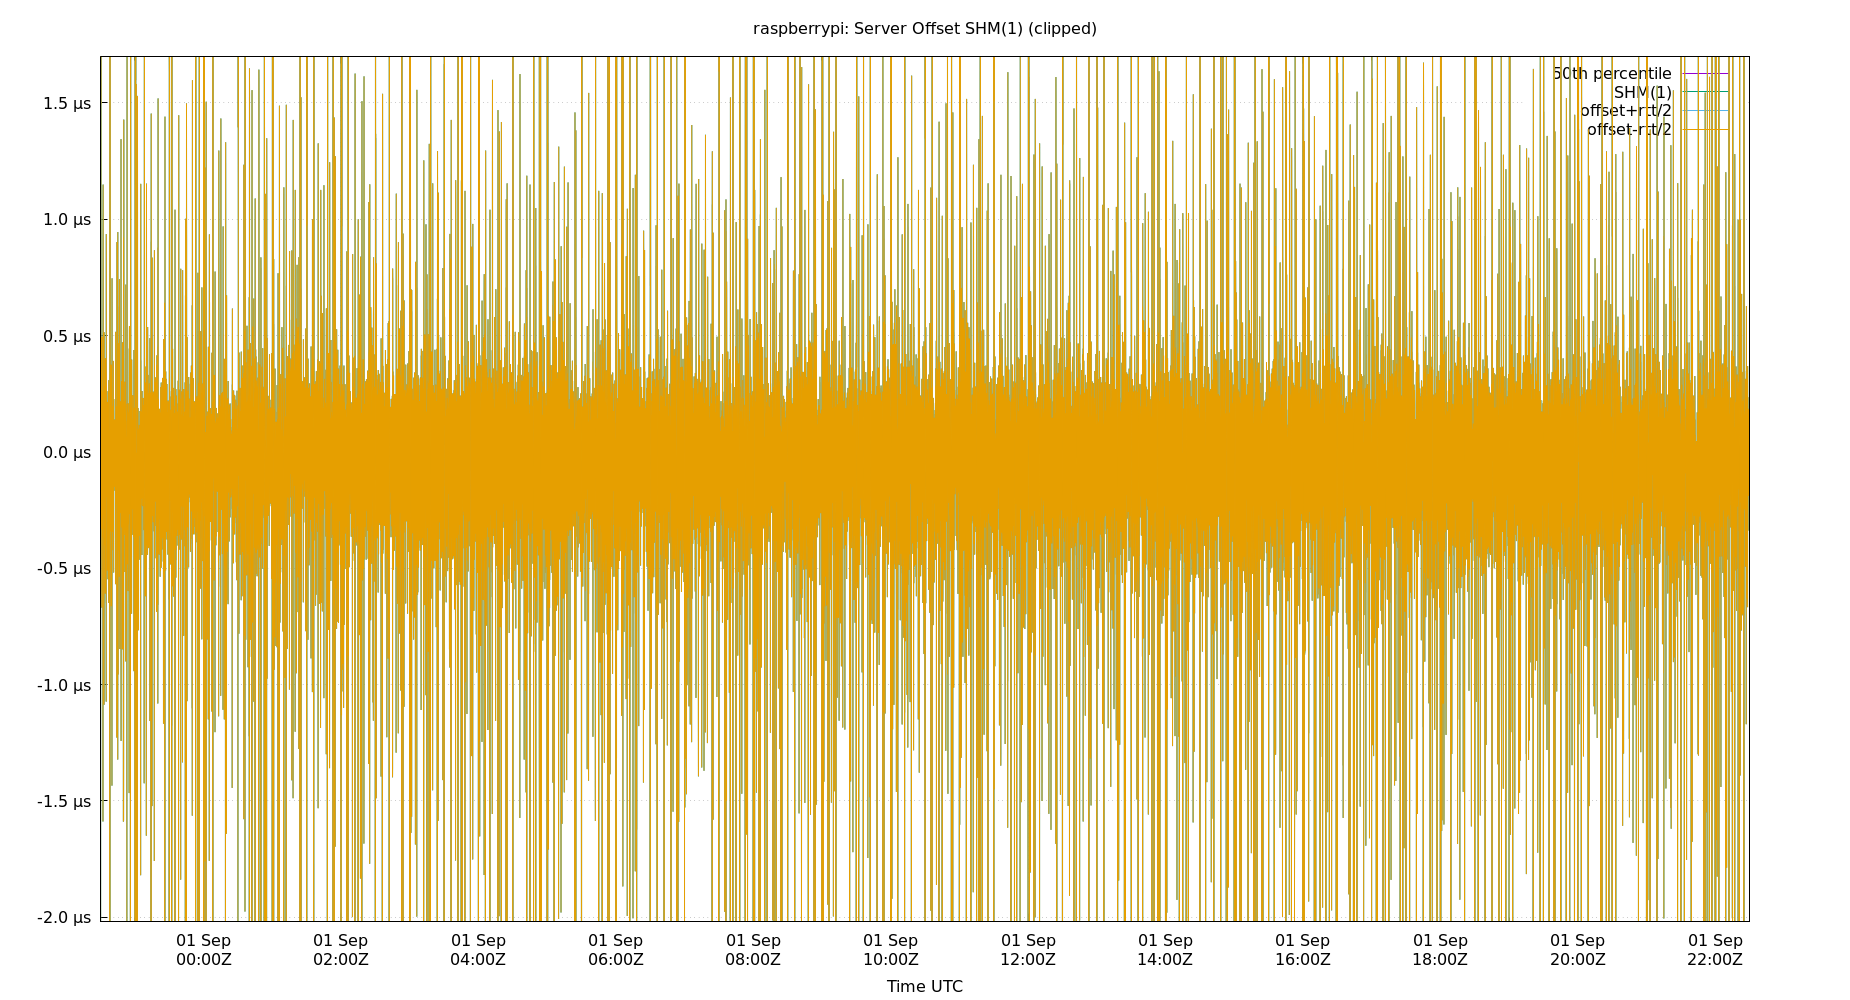 raspberrypi: Server Offset SHM(1) (clipped)
50th percentile
SHM(1)
offset+rtt/2
offset-rtt/2
1.5 µs
1.0 µs
0.5 µs
0.0 µs
-0.5 µs
-1.0 µs
-1.5 µs
-2.0 µs
01 Sep 01 Sep 01 Sep 01 Sep 01 Sep 01 Sep 01 Sep 01 Sep 01 Sep 01 Sep 01 Sep 01 Sep
00:00Z 02:00Z 04:00Z 06:00Z 08:00Z 10:00Z 12:00Z 14:00Z 16:00Z 18:00Z 20:00Z 22:00Z
Time UTC